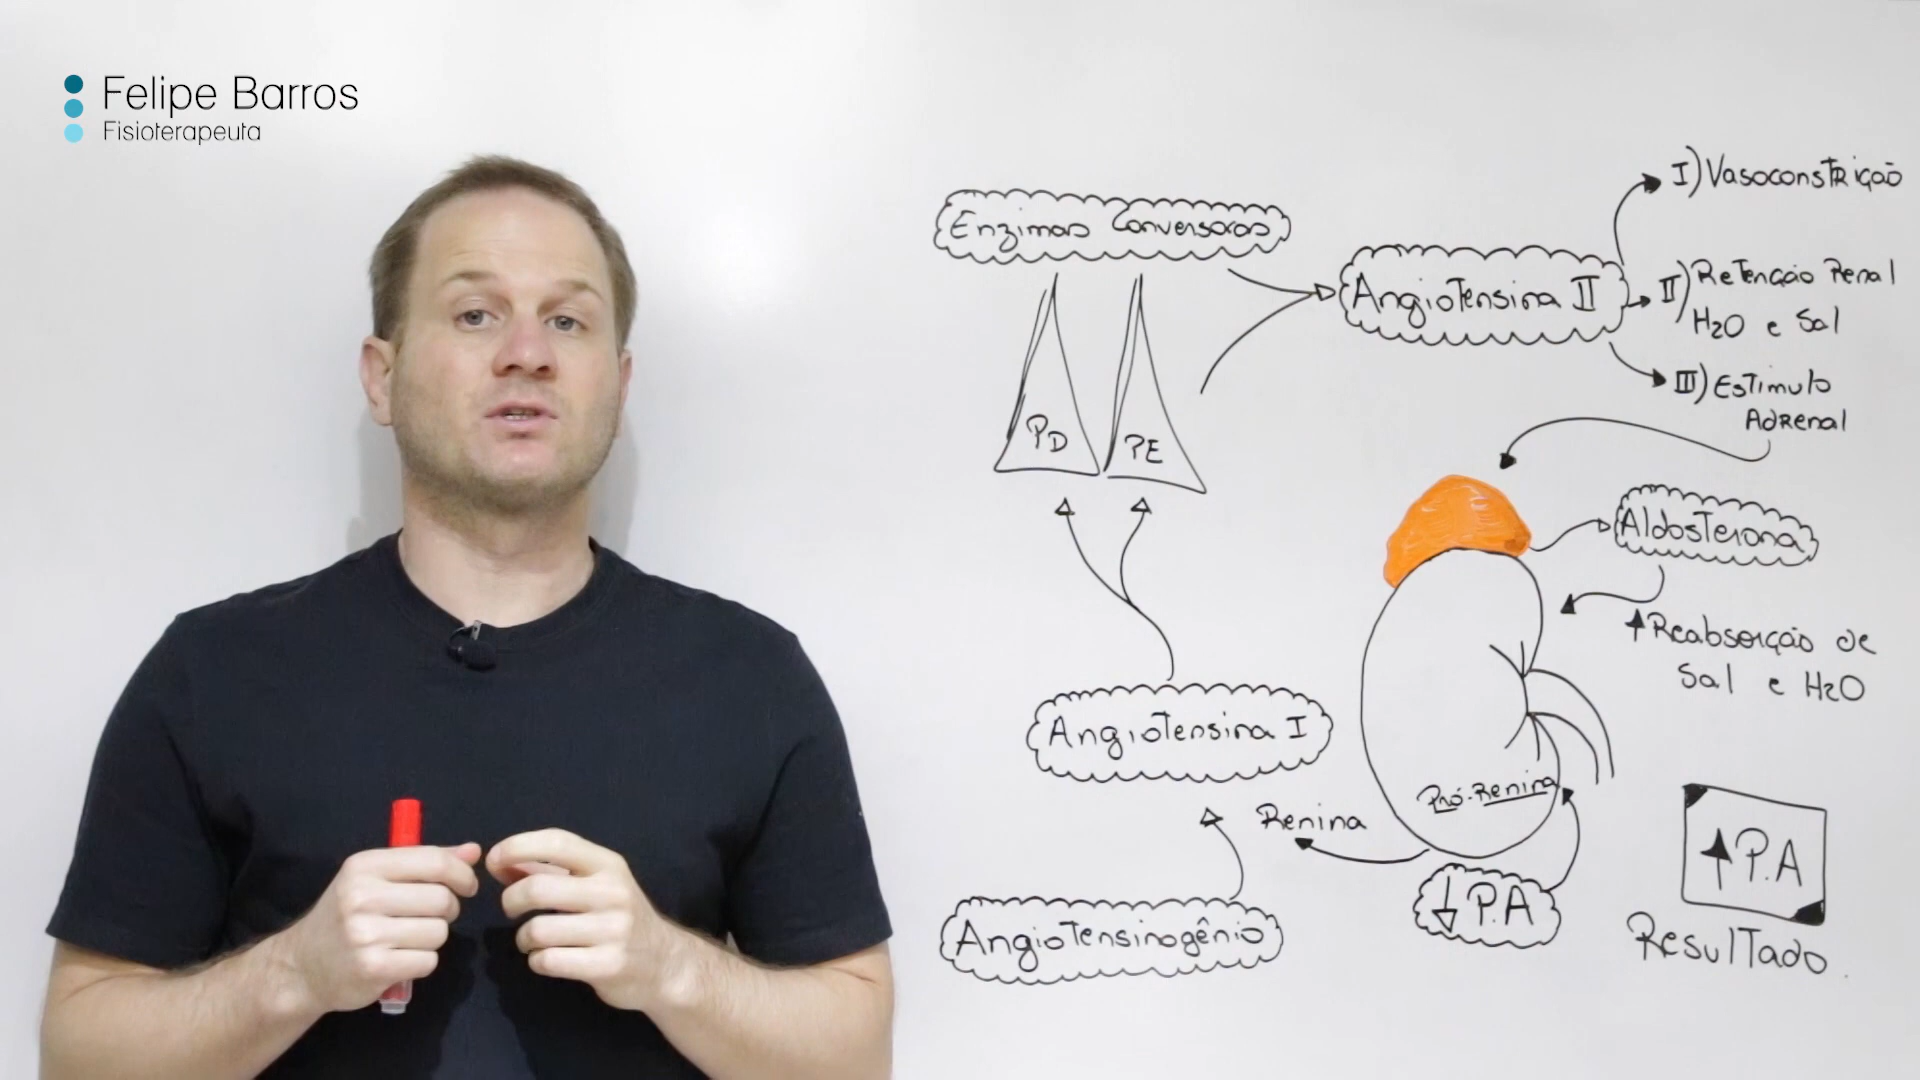 Felipe Barros
Fisioterapeuta
Enzimas Conversoras
PD
PE
Angiotensina II
I) Vasoconstrição
II) Retenção Renal
H2O e Sal
III) Estimulo
Adrenal
Aldosterona
↑Reabsorção de
Sal e H2O
Angiotensina I
Renina
Pró-Renina
↓ P.A
Angiotensinogênio
↑P.A
Resultado